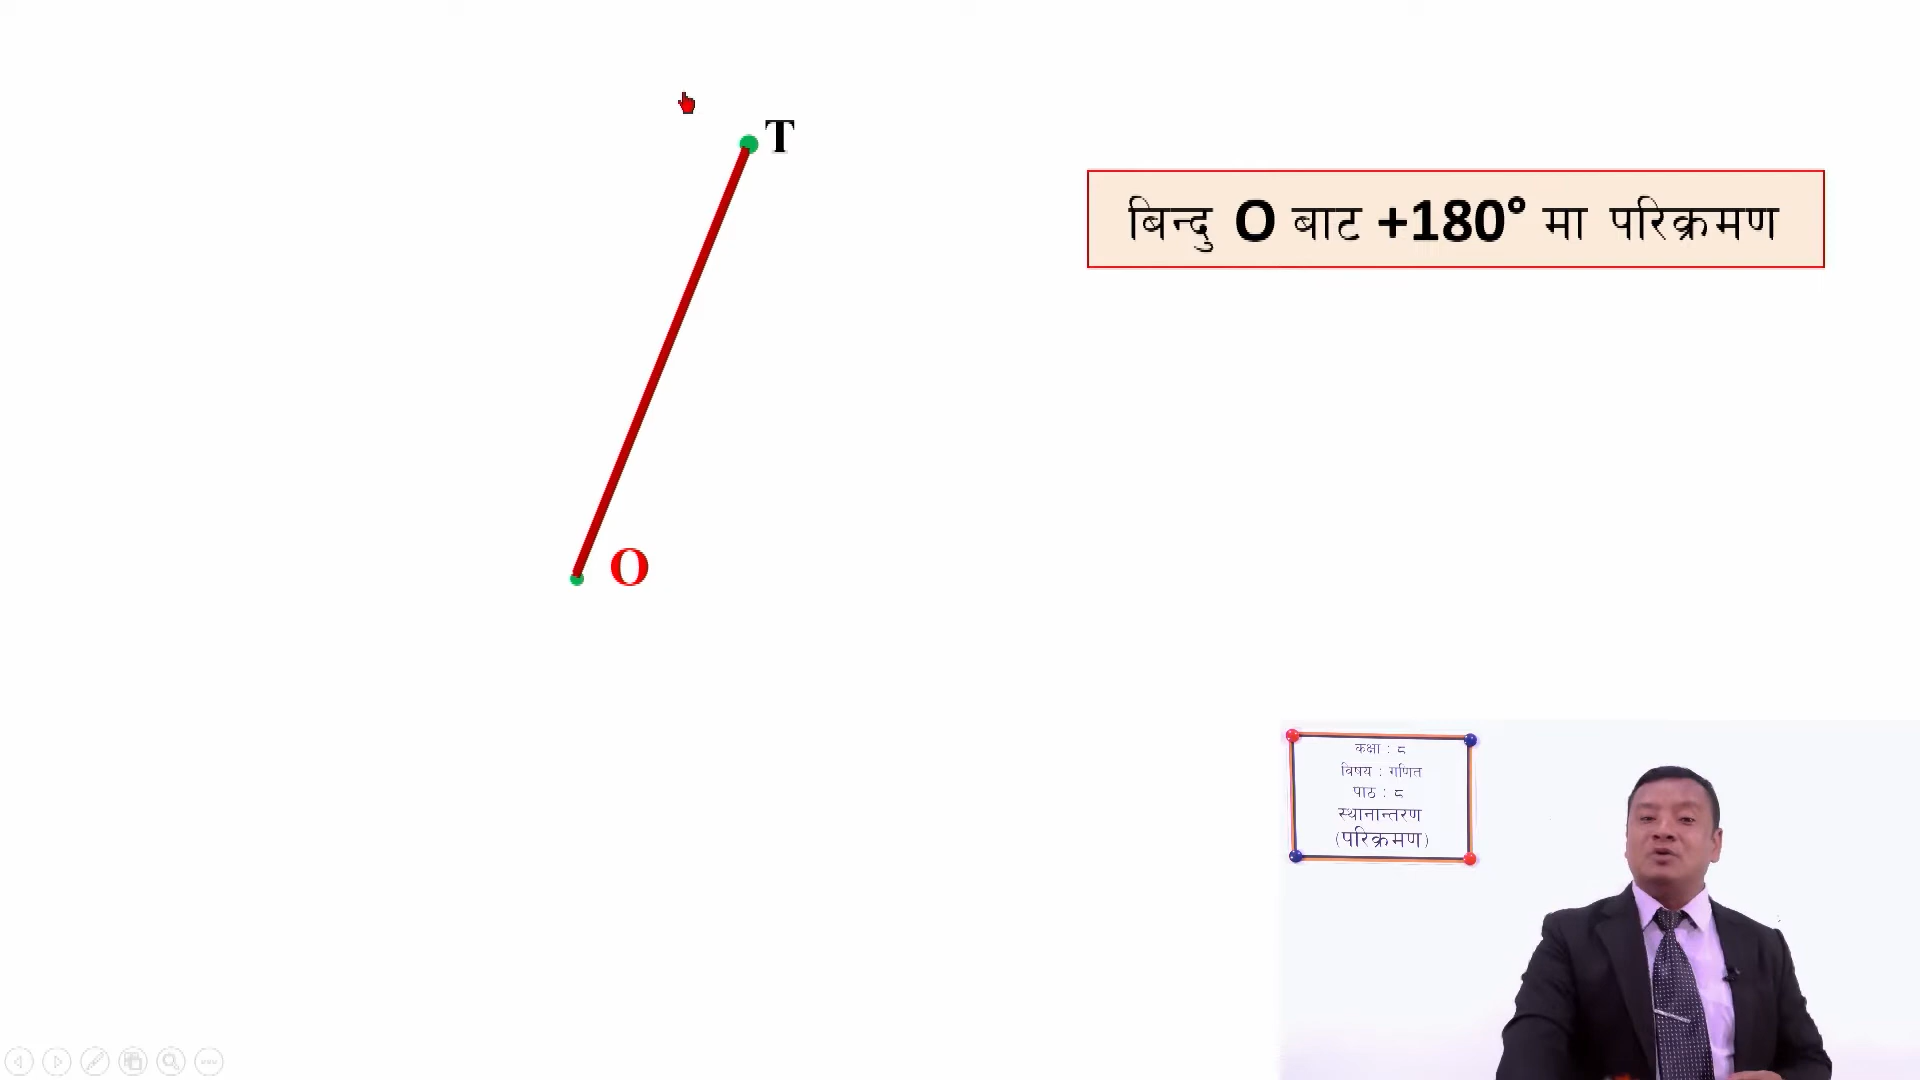 T
बिन्दु O बाट +180° मा परिक्रमण
O
कक्षा : ८
विषय : गणित
पाठ : ८
स्थानान्तरण
(परिक्रमण)